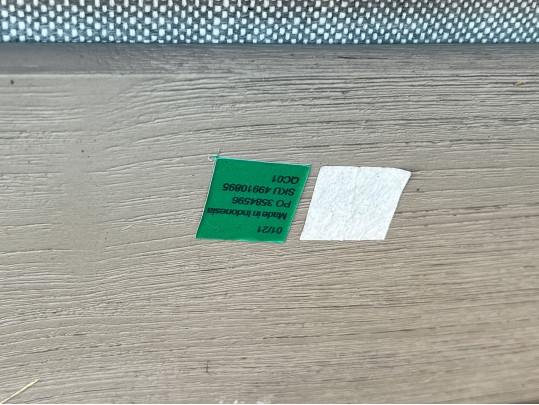 01/21
Made in Indonesia
PO 3584596
SKU 49910895
QC01